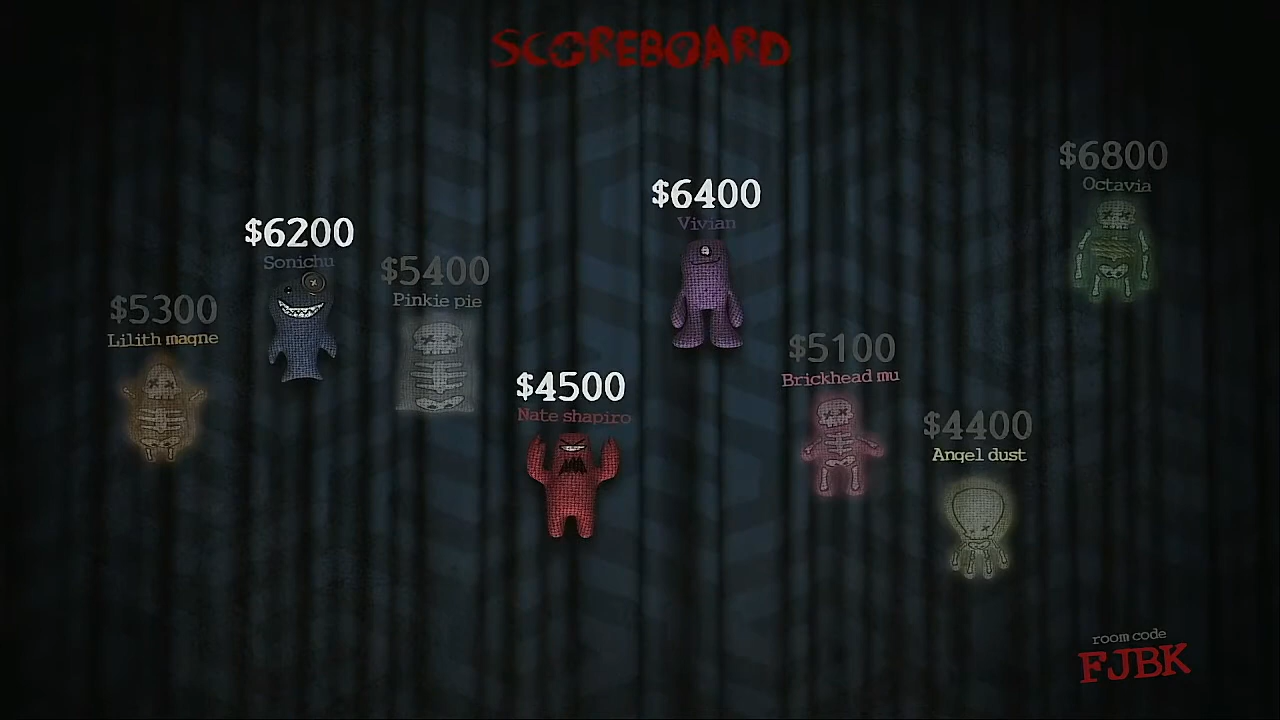 SCOREBOARD
$5300
Lilith magne
$6200
Sonichu
$5400
Pinkie pie
$4500
Nate shapiro
$6400
Vivian
$5100
Brickhead mu
$4400
Angel dust
$6800
Octavia
room code
FJBK